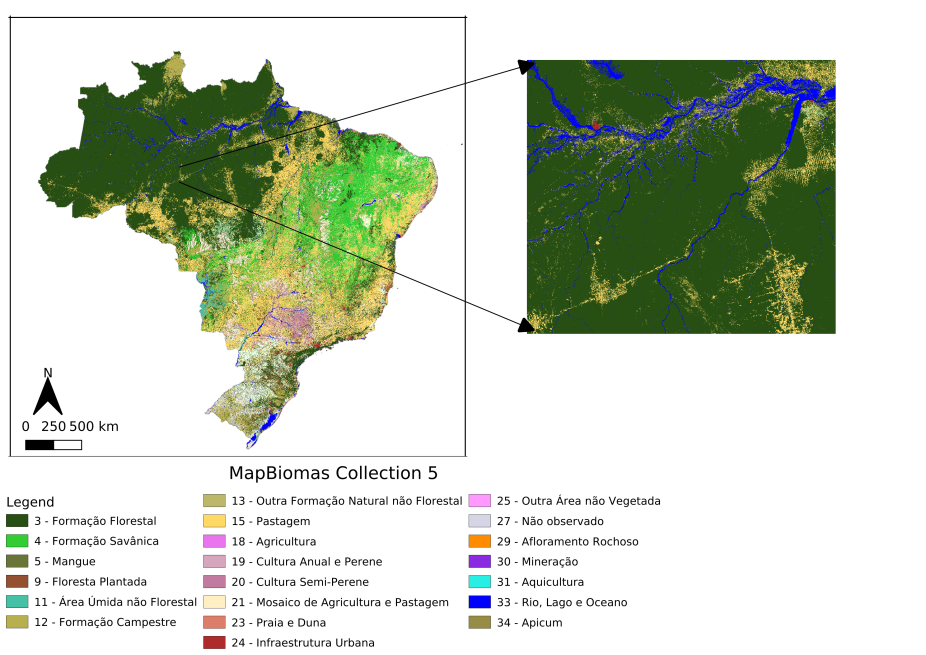 N
0 250 500 km
MapBiomas Collection 5
Legend
3 - Formação Florestal
4 - Formação Savânica
5 - Mangue
9 - Floresta Plantada
11 - Área Úmida não Florestal
12 - Formação Campestre
13 - Outra Formação Natural não Florestal
15 - Pastagem
18 - Agricultura
19 - Cultura Anual e Perene
20 - Cultura Semi-Perene
21 - Mosaico de Agricultura e Pastagem
23 - Praia e Duna
24 - Infraestrutura Urbana
25 - Outra Área não Vegetada
27 - Não observado
29 - Afloramento Rochoso
30 - Mineração
31 - Aquicultura
33 - Rio, Lago e Oceano
34 - Apicum